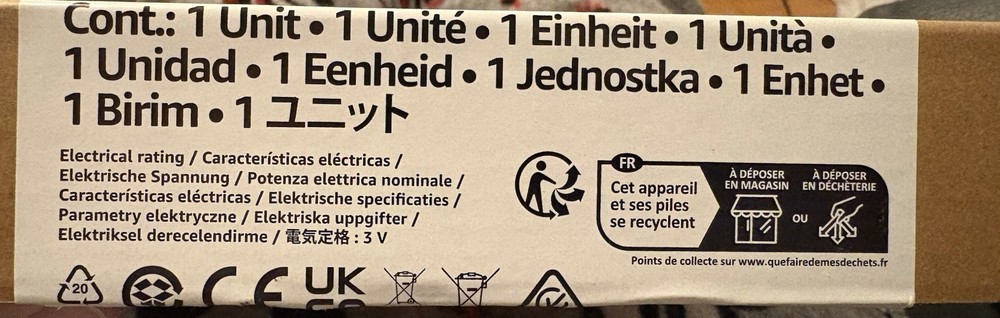 Cont.: 1 Unit • 1 Unité • 1 Einheit • 1 Unità •
1 Unidad • 1 Eenheid • 1 Jednostka • 1 Enhet •
1 Birim • 1 ユニット
Electrical rating / Características eléctricas /
Elektrische Spannung / Potenza elettrica nominale /
Características eléctricas / Elektrische specificaties /
Parametry elektryczne / Elektriska uppgifter /
Elektriksel derecelendirme / 電気定格 : 3 V
FR
Cet appareil
et ses piles
se recyclent
À DÉPOSER
EN MAGASIN
OU
À DÉPOSER
EN DÉCHÈTERIE
Points de collecte sur www.quefairedemesdechets.fr
20
CE
UK
CA